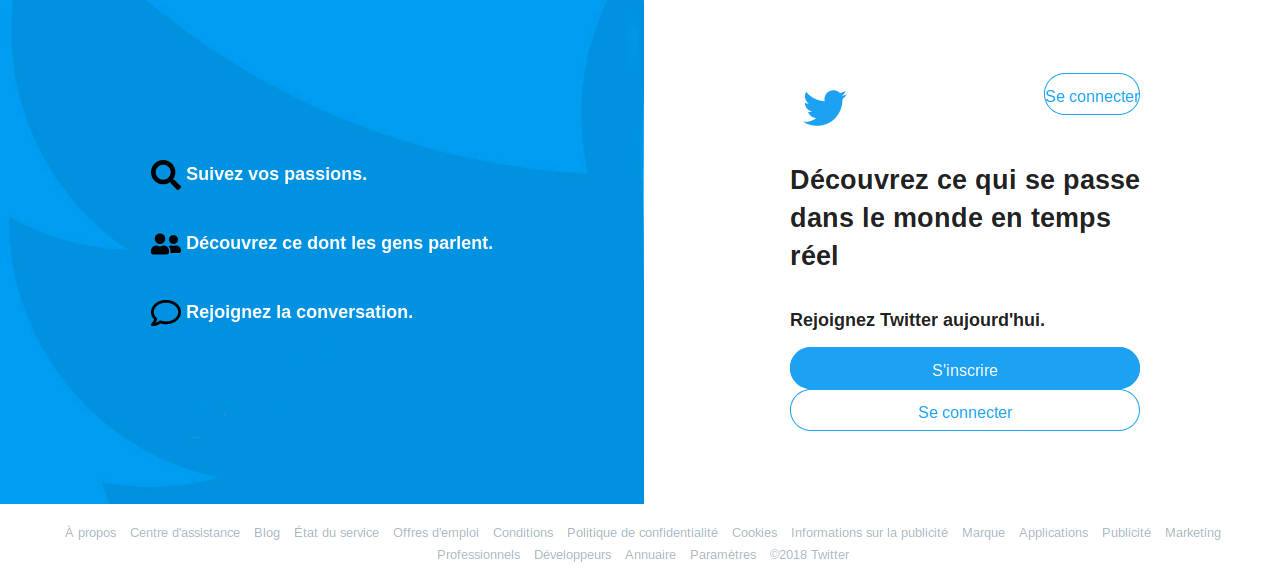 Suivez vos passions.
Découvrez ce dont les gens parlent.
Rejoignez la conversation.
Se connecter
Découvrez ce qui se passe
dans le monde en temps
réel
Rejoignez Twitter aujourd'hui.
S'inscrire
Se connecter
À propos Centre d'assistance Blog État du service Offres d'emploi Conditions Politique de confidentialité Cookies Informations sur la publicité Marque Applications Publicité Marketing
Professionnels Développeurs Annuaire Paramètres ©2018 Twitter